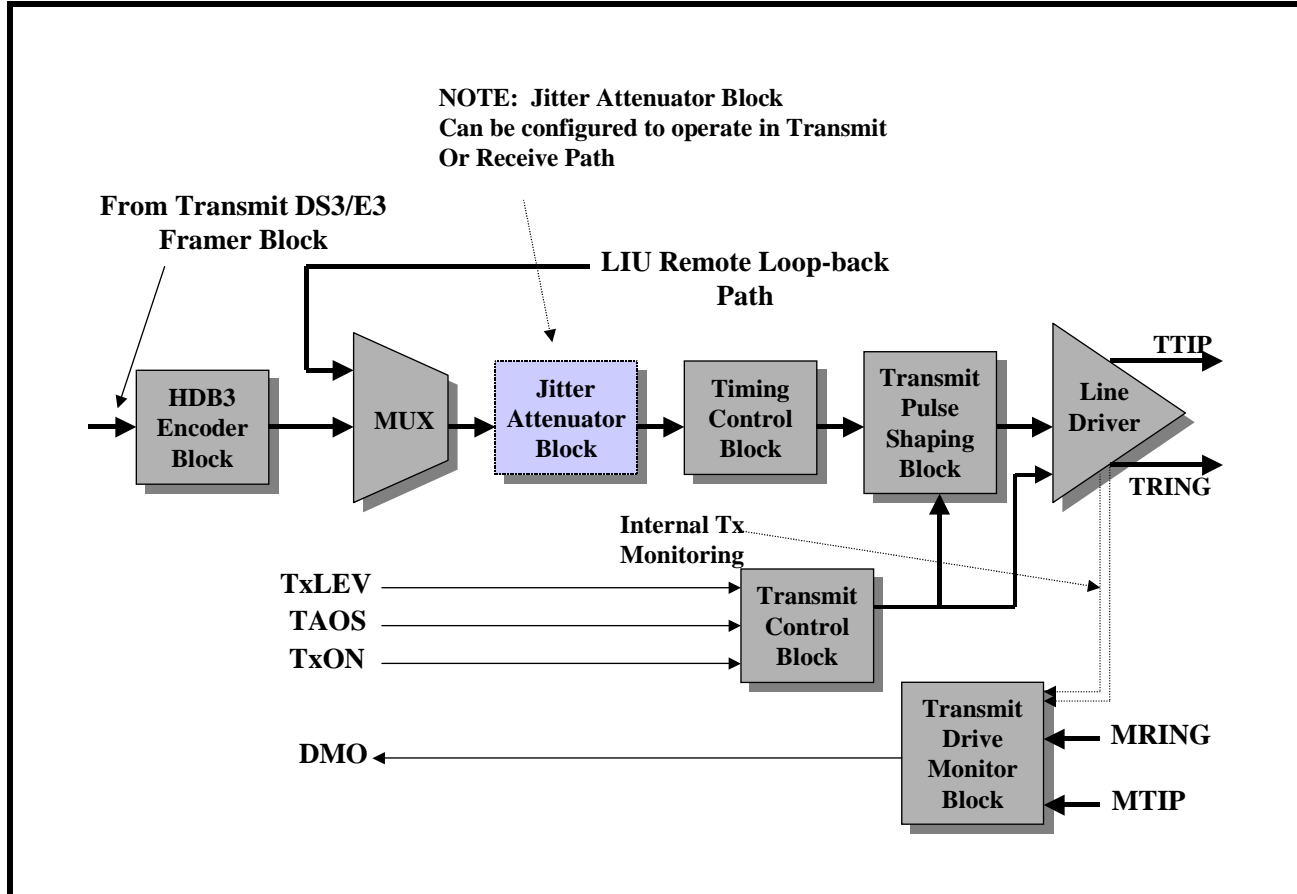 NOTE: Jitter Attenuator Block
Can be configured to operate in Transmit
Or Receive Path
From Transmit DS3/E3
Framer Block
LIU Remote Loop-back
Path
HDB3
Encoder
Block
MUX
Jitter
Attenuator
Block
Timing
Control
Block
Transmit
Pulse
Shaping
Block
Line
Driver
TTIP
TRING
Internal Tx
Monitoring
TxLEV
TAOS
TxON
Transmit
Control
Block
DMO
Transmit
Drive
Monitor
Block
MRING
MTIP